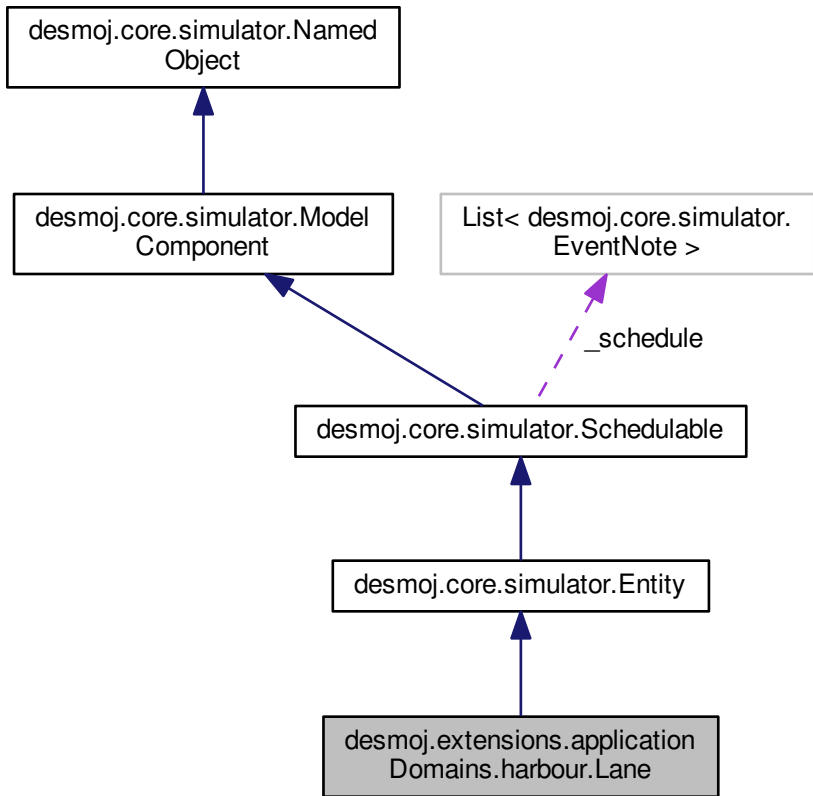 desmoj.core.simulator.Named
Object
desmoj.core.simulator.Model
Component
List< desmoj.core.simulator.
EventNote >
_schedule
desmoj.core.simulator.Schedulable
desmoj.core.simulator.Entity
desmoj.extensions.application
Domains.harbour.Lane